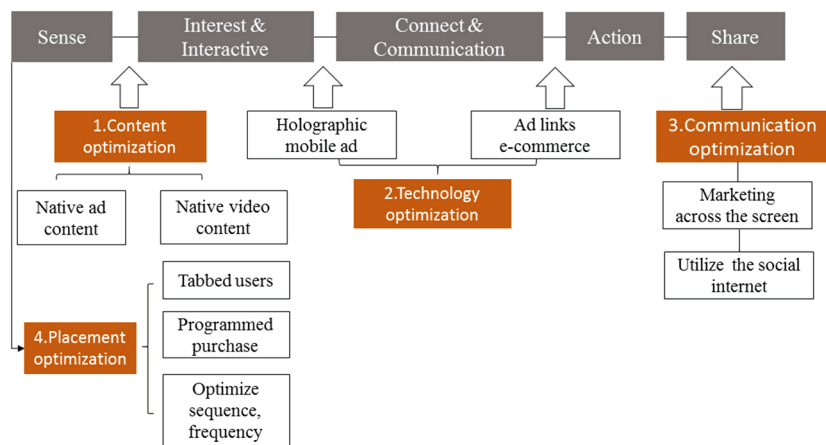 Sense
Interest &
Interactive
Connect &
Communication
Action
Share
1.Content
optimization
Holographic
mobile ad
Ad links
e-commerce
3.Communication
optimization
2.Technology
optimization
Native ad
content
Native video
content
Marketing
across the screen
Utilize the social
internet
Tabbed users
4.Placement
optimization
Programmed
purchase
Optimize
sequence,
frequency